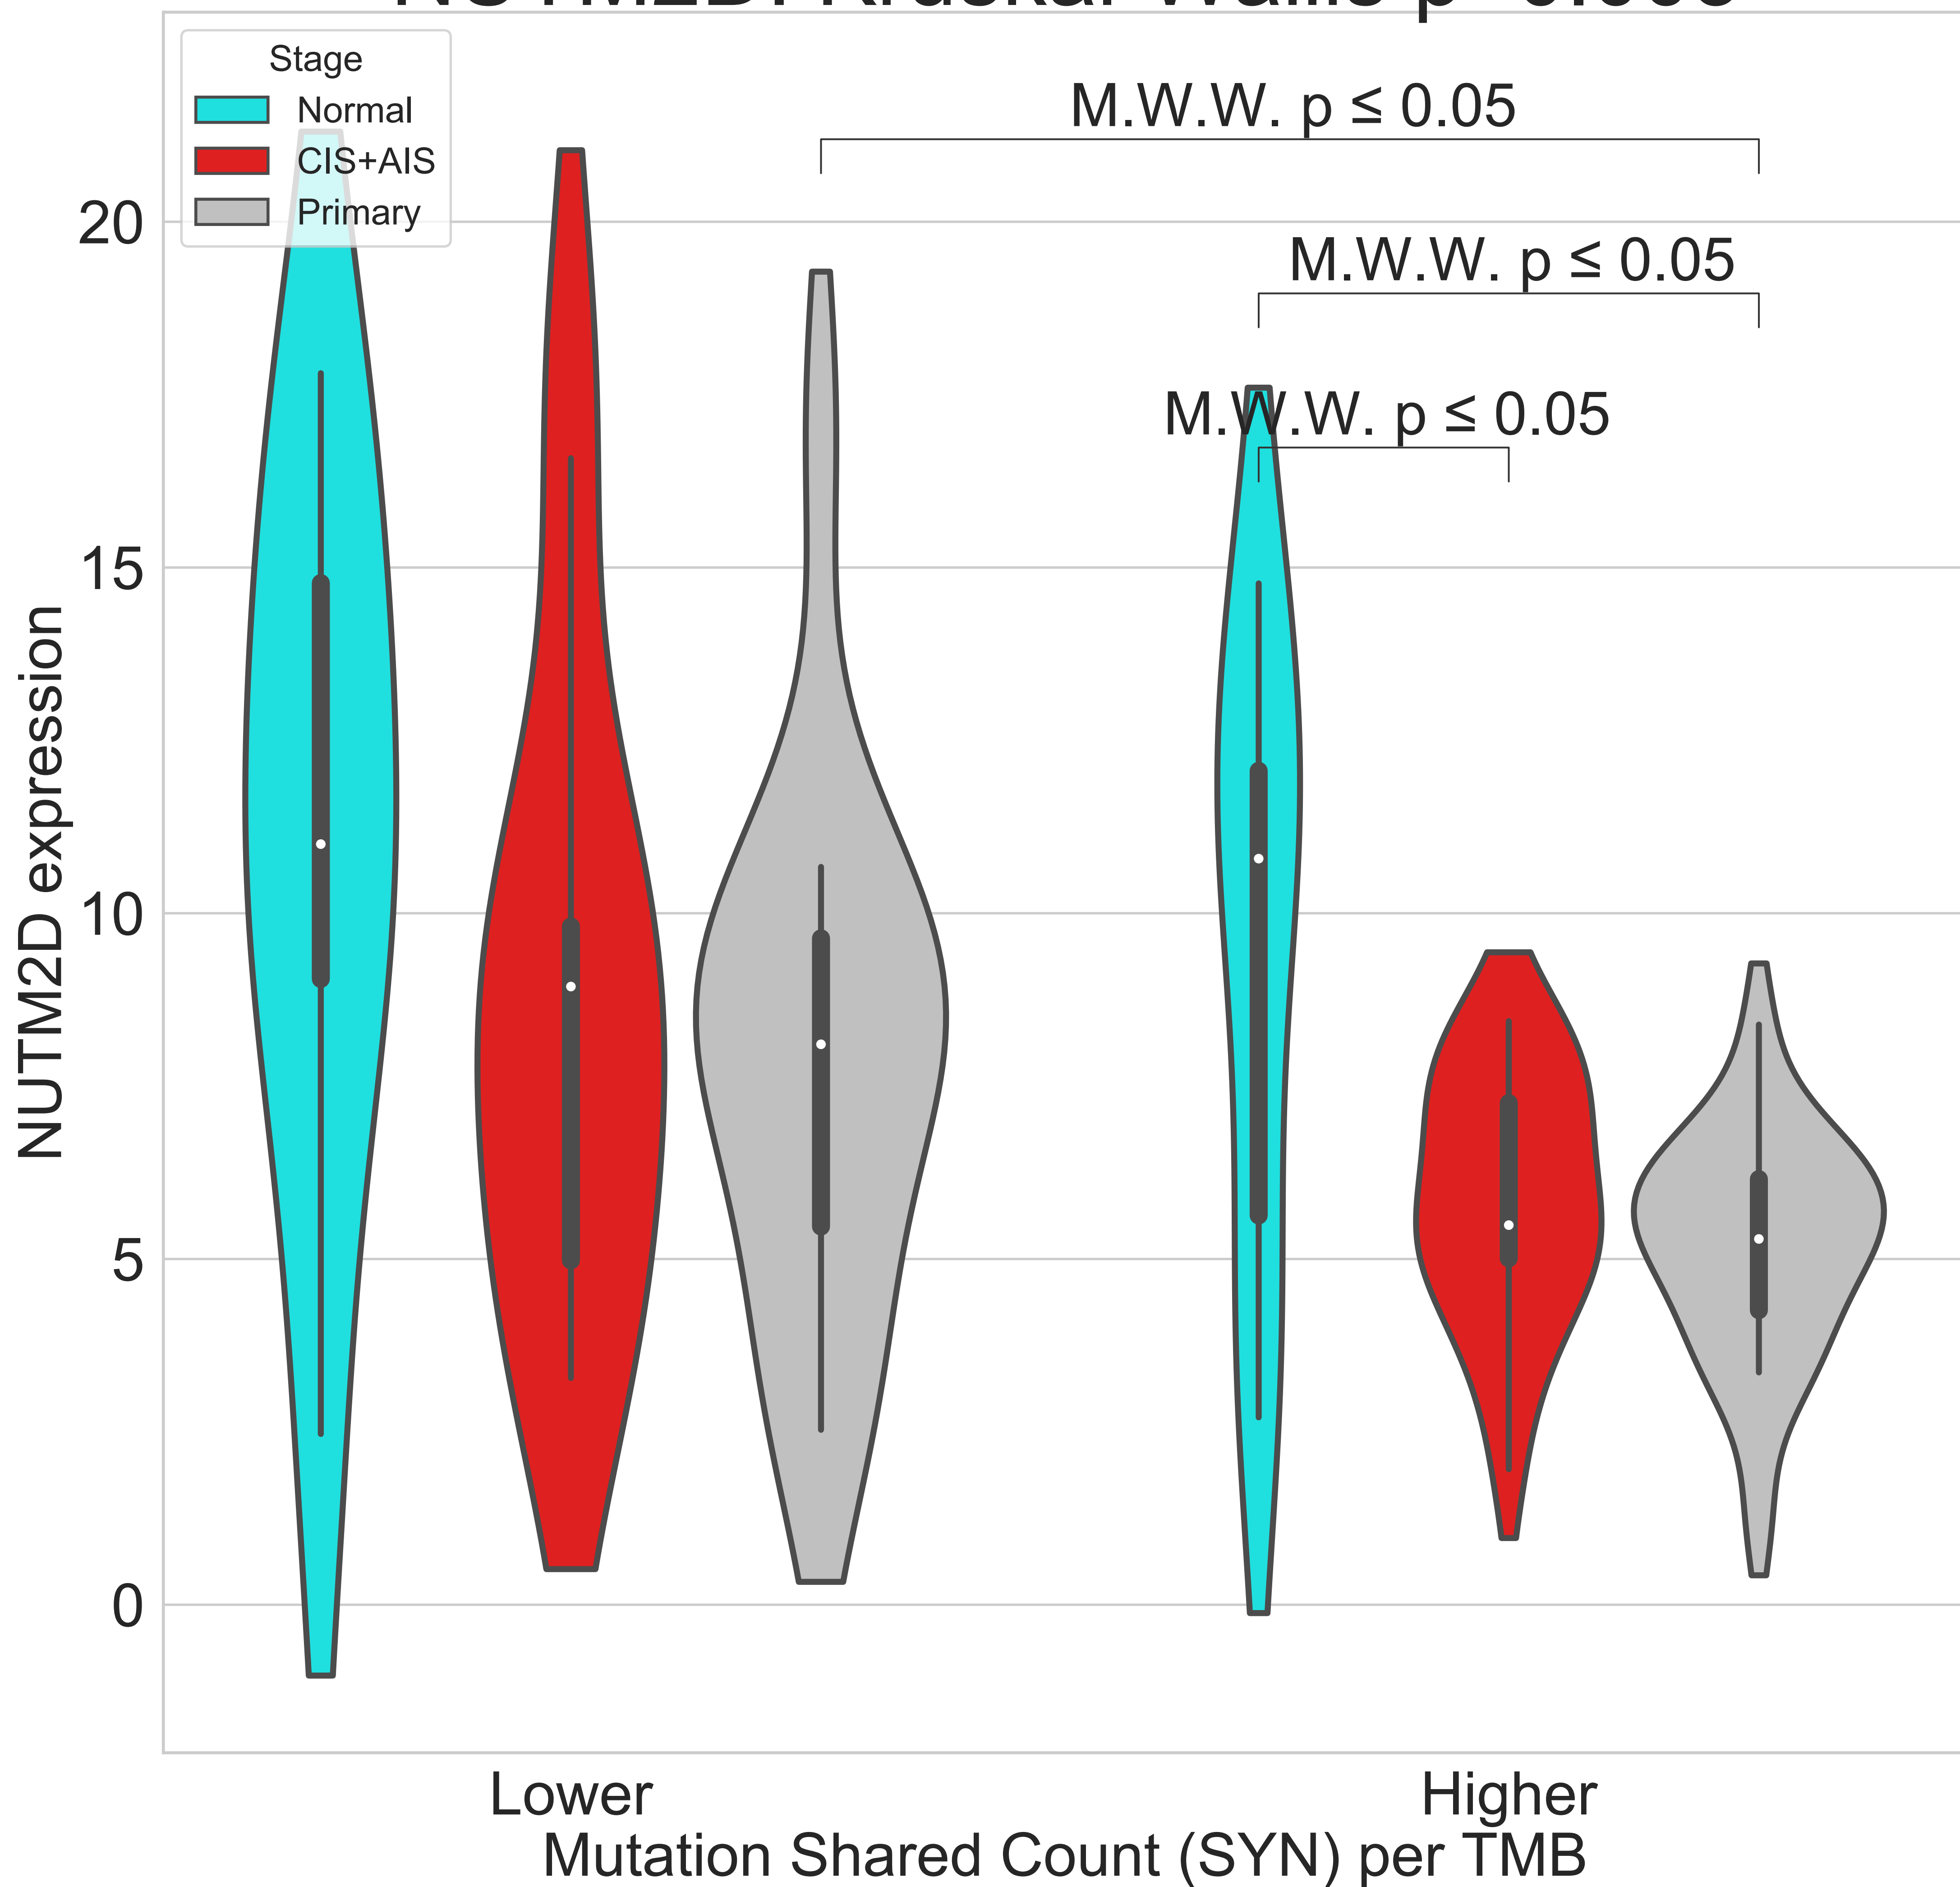 Stage
Normal
CIS+AIS
Primary
M.W.W. p ≤ 0.05
M.W.W. p ≤ 0.05
M.W.W. p ≤ 0.05
20
15
10
5
0
NUTM2D expression
Lower
Higher
Mutation Shared Count (SYN) per TMB